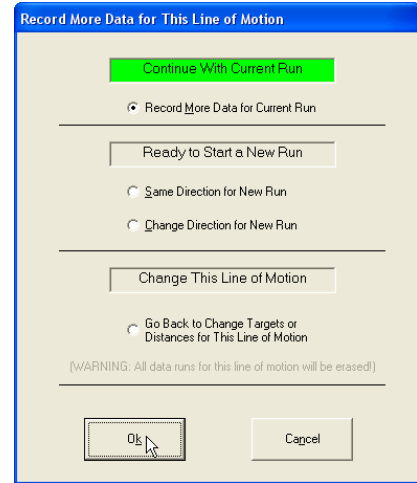 Record More Data for This Line of Motion
Continue With Current Run
Record More Data for Current Run
Ready to Start a New Run
Same Direction for New Run
Change Direction for New Run
Change This Line of Motion
Go Back to Change Targets or
Distances for This Line of Motion
(WARNING: All data runs for this line of motion will be erased!)
Ok
Cancel